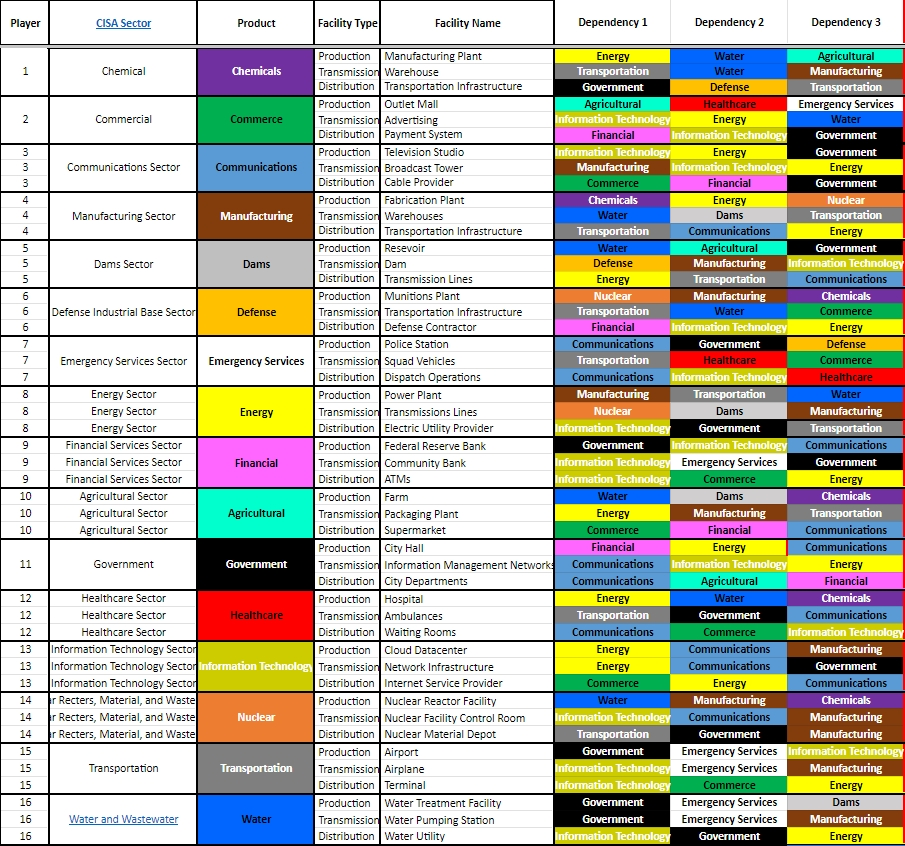 Player CISA Sector Product Facility Type Facility Name Dependency 1 Dependency 2 Dependency 3
Production Manufacturing Plant Energy Water Agricultural
1 Chemical Chemicals Transmission Warehouse Transportation Water Manufacturing
Distribution Transportation Infrastructure Government Defense Transportation
Production Outlet Mall Agricultural Healthcare Emergency Services
2 Commercial Commerce Transmission Advertising Information Technology Energy Water
Distribution Payment System Financial Information Technology Government
3 Production Television Studio Information Technology Energy Government
3 Communications Sector Communications Transmission Broadcast Tower Manufacturing Information Technology Energy
3 Distribution Cable Provider Commerce Financial Government
4 Production Fabrication Plant Chemicals Energy Nuclear
4 Manufacturing Sector Manufacturing Transmission Warehouses Water Dams Transportation
4 Distribution Transportation Infrastructure Transportation Communications Energy
5 Production Resevoir Water Agricultural Government
5 Dams Sector Dams Transmission Dam Defense Manufacturing Information Technology
5 Distribution Transmission Lines Energy Transportation Communications
6 Production Munitions Plant Nuclear Manufacturing Chemicals
6 Defense Industrial Base Sector Defense Transmission Transportation Infrastructure Transportation Water Commerce
6 Distribution Defense Contractor Financial Information Technology Energy
7 Production Police Station Communications Government Defense
7 Emergency Services Sector Emergency Services Transmission Squad Vehicles Transportation Healthcare Commerce
7 Distribution Dispatch Operations Communications Information Technology Healthcare
8 Energy Sector Production Power Plant Manufacturing Transportation Water
8 Energy Sector Energy Transmission Transmissions Lines Nuclear Dams Manufacturing
8 Energy Sector Distribution Electric Utility Provider Information Technology Government Transportation
9 Financial Services Sector Production Federal Reserve Bank Government Information Technology Communications
9 Financial Services Sector Financial Transmission Community Bank Information Technology Emergency Services Government
9 Financial Services Sector Distribution ATMs Information Technology Commerce Energy
10 Agricultural Sector Production Farm Water Dams Chemicals
10 Agricultural Sector Agricultural Transmission Packaging Plant Energy Manufacturing Transportation
10 Agricultural Sector Distribution Supermarket Commerce Financial Communications
Production City Hall Financial Energy Communications
11 Government Government Transmission Information Management Networks Communications Information Technology Energy
Distribution City Departments Communications Agricultural Financial
12 Healthcare Sector Production Hospital Energy Water Chemicals
12 Healthcare Sector Healthcare Transmission Ambulances Transportation Government Communications
12 Healthcare Sector Distribution Waiting Rooms Communications Commerce Information Technology
13 Information Technology Sector Production Cloud Datacenter Energy Communications Manufacturing
13 Information Technology Sector Information Technology Transmission Network Infrastructure Energy Communications Government
13 Information Technology Sector Distribution Internet Service Provider Commerce Energy Communications
14 ar Recters, Material, and Waste Production Nuclear Reactor Facility Water Manufacturing Chemicals
14 ar Recters, Material, and Waste Nuclear Transmission Nuclear Facility Control Room Information Technology Communications Manufacturing
14 ar Recters, Material, and Waste Distribution Nuclear Material Depot Transportation Government Manufacturing
15 Production Airport Government Emergency Services Information Technology
15 Transportation Transportation Transmission Airplane Information Technology Emergency Services Manufacturing
15 Distribution Terminal Information Technology Commerce Energy
16 Production Water Treatment Facility Government Emergency Services Dams
16 Water and Wastewater Water Transmission Water Pumping Station Government Emergency Services Manufacturing
16 Distribution Water Utility Information Technology Government Energy